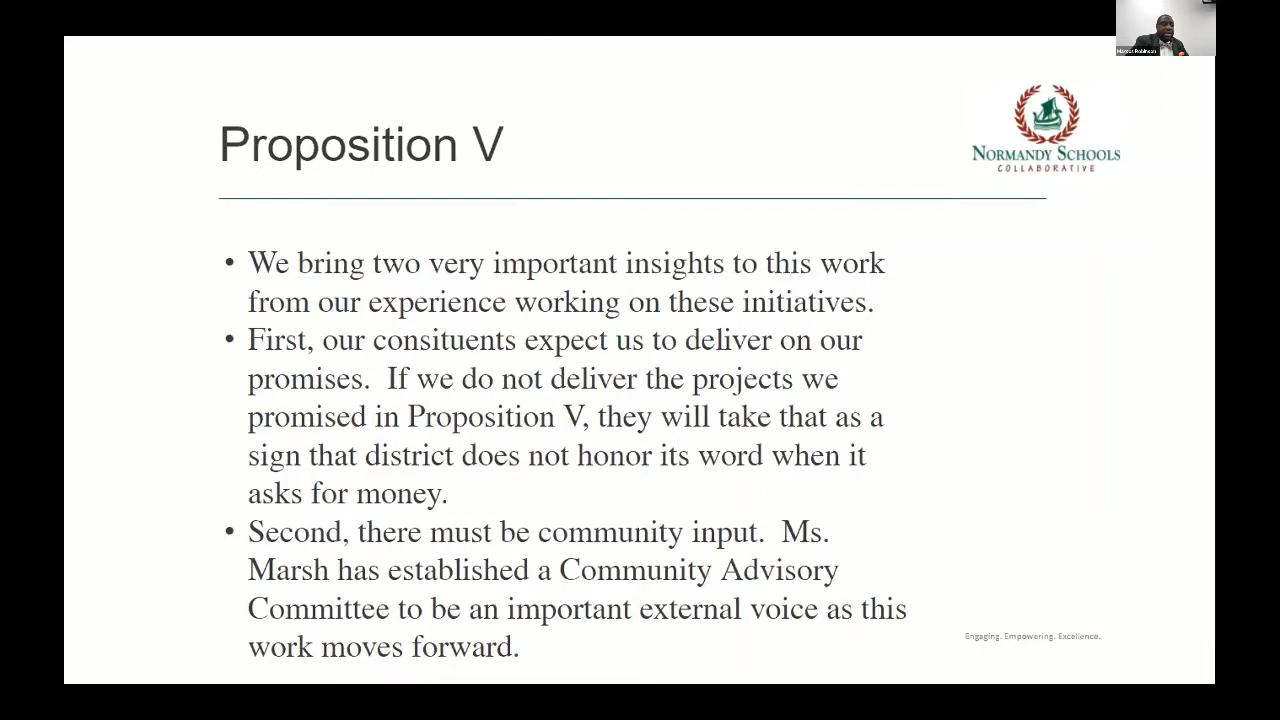 Marcus Robinson
Proposition V
NORMANDY SCHOOLS
COLLABORATIVE
• We bring two very important insights to this work
from our experience working on these initiatives.
• First, our consituents expect us to deliver on our
promises.  If we do not deliver the projects we
promised in Proposition V, they will take that as a
sign that district does not honor its word when it
asks for money.
• Second, there must be community input.  Ms.
Marsh has established a Community Advisory
Committee to be an important external voice as this
work moves forward.
Engaging. Empowering. Excellence.